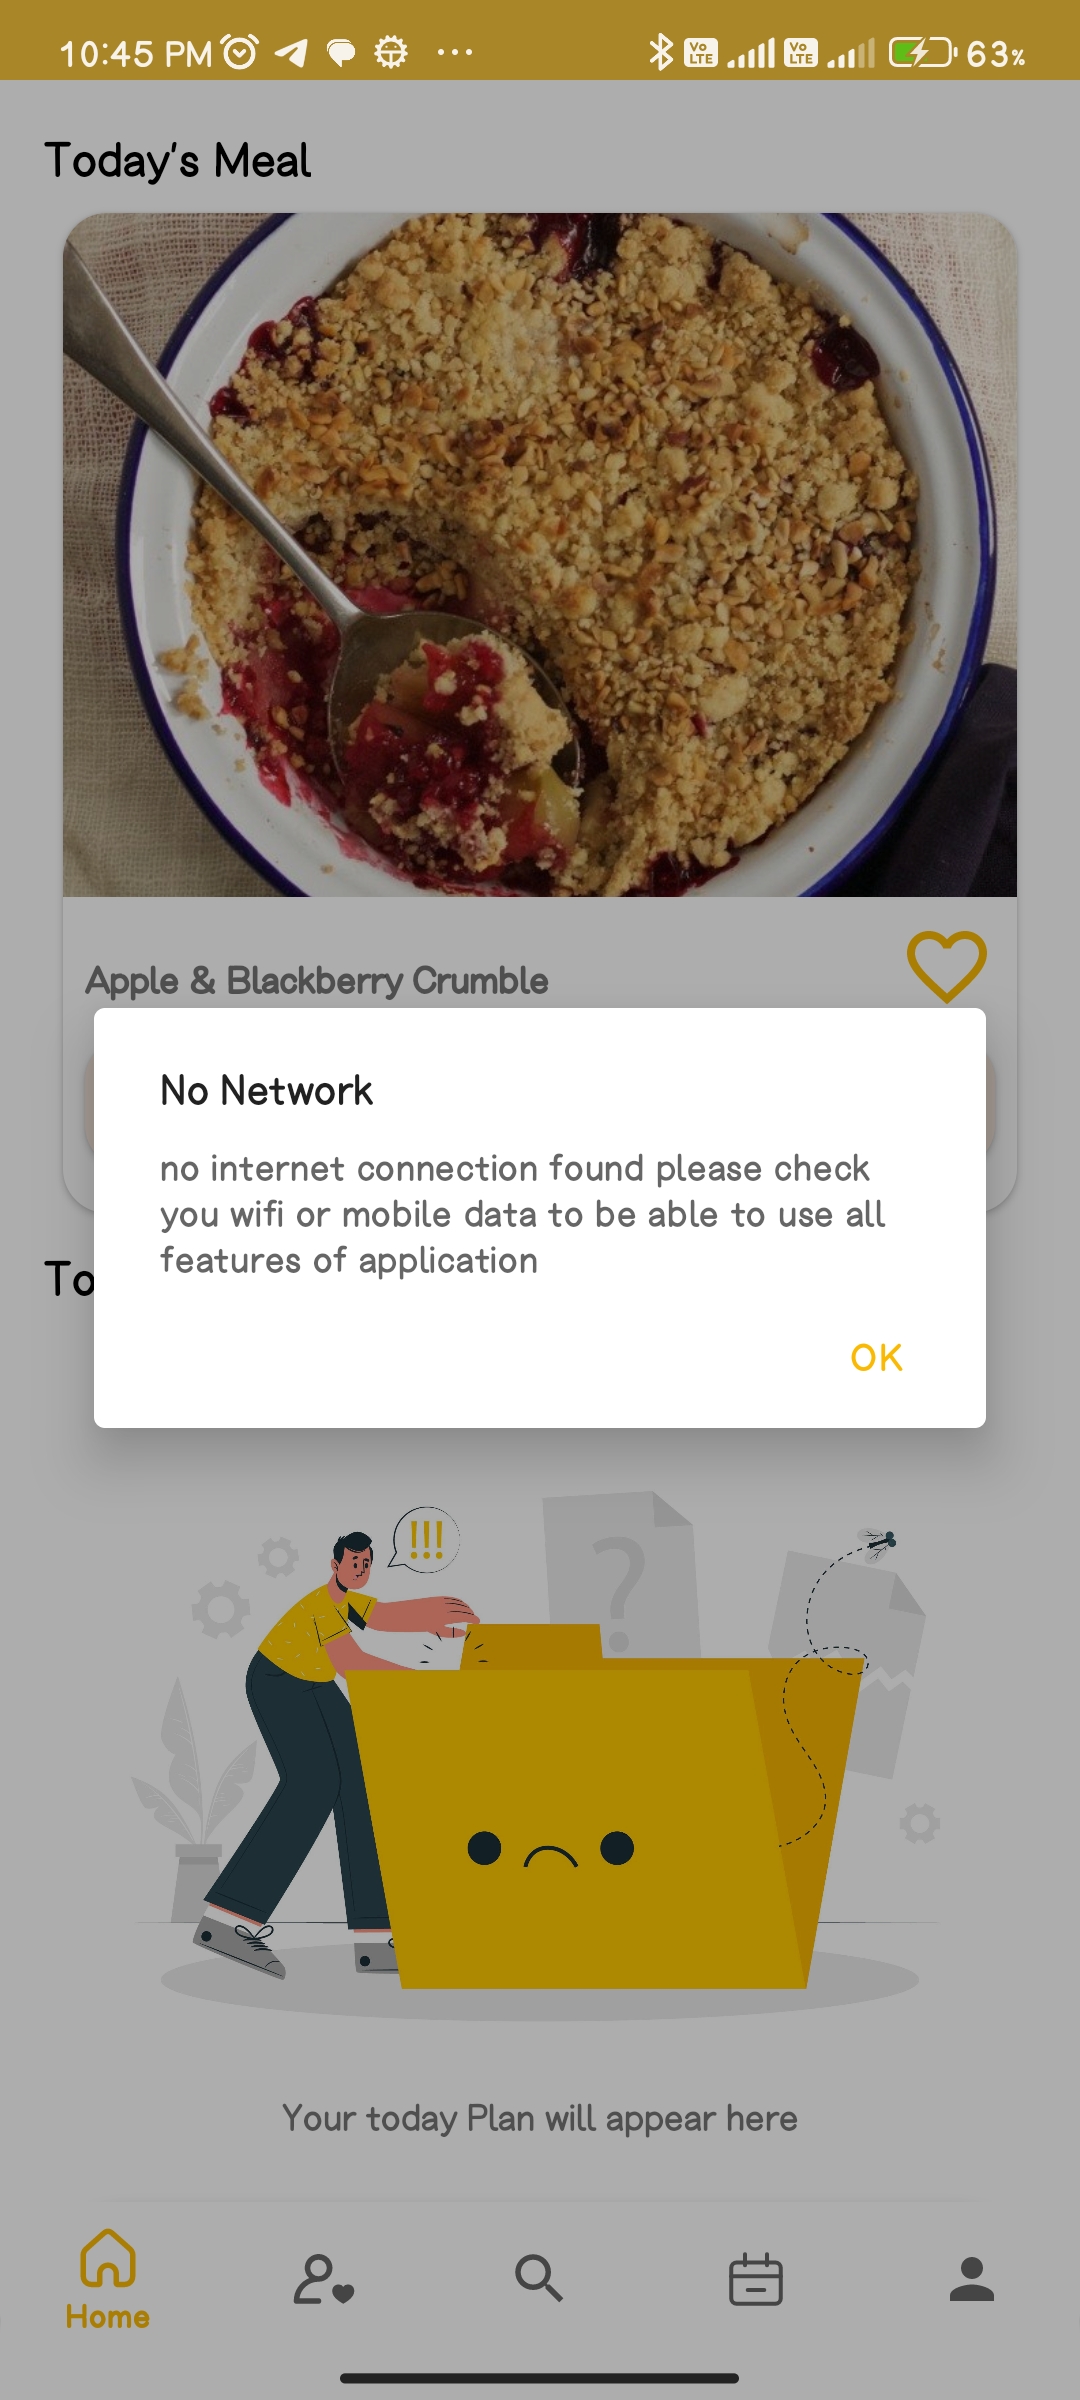 10:45 PM
Vo LTE
Vo LTE
63%
Today's Meal
Apple & Blackberry Crumble
No Network
no internet connection found please check
you wifi or mobile data to be able to use all
features of application
To
OK
!!!
?
Your today Plan will appear here
Home